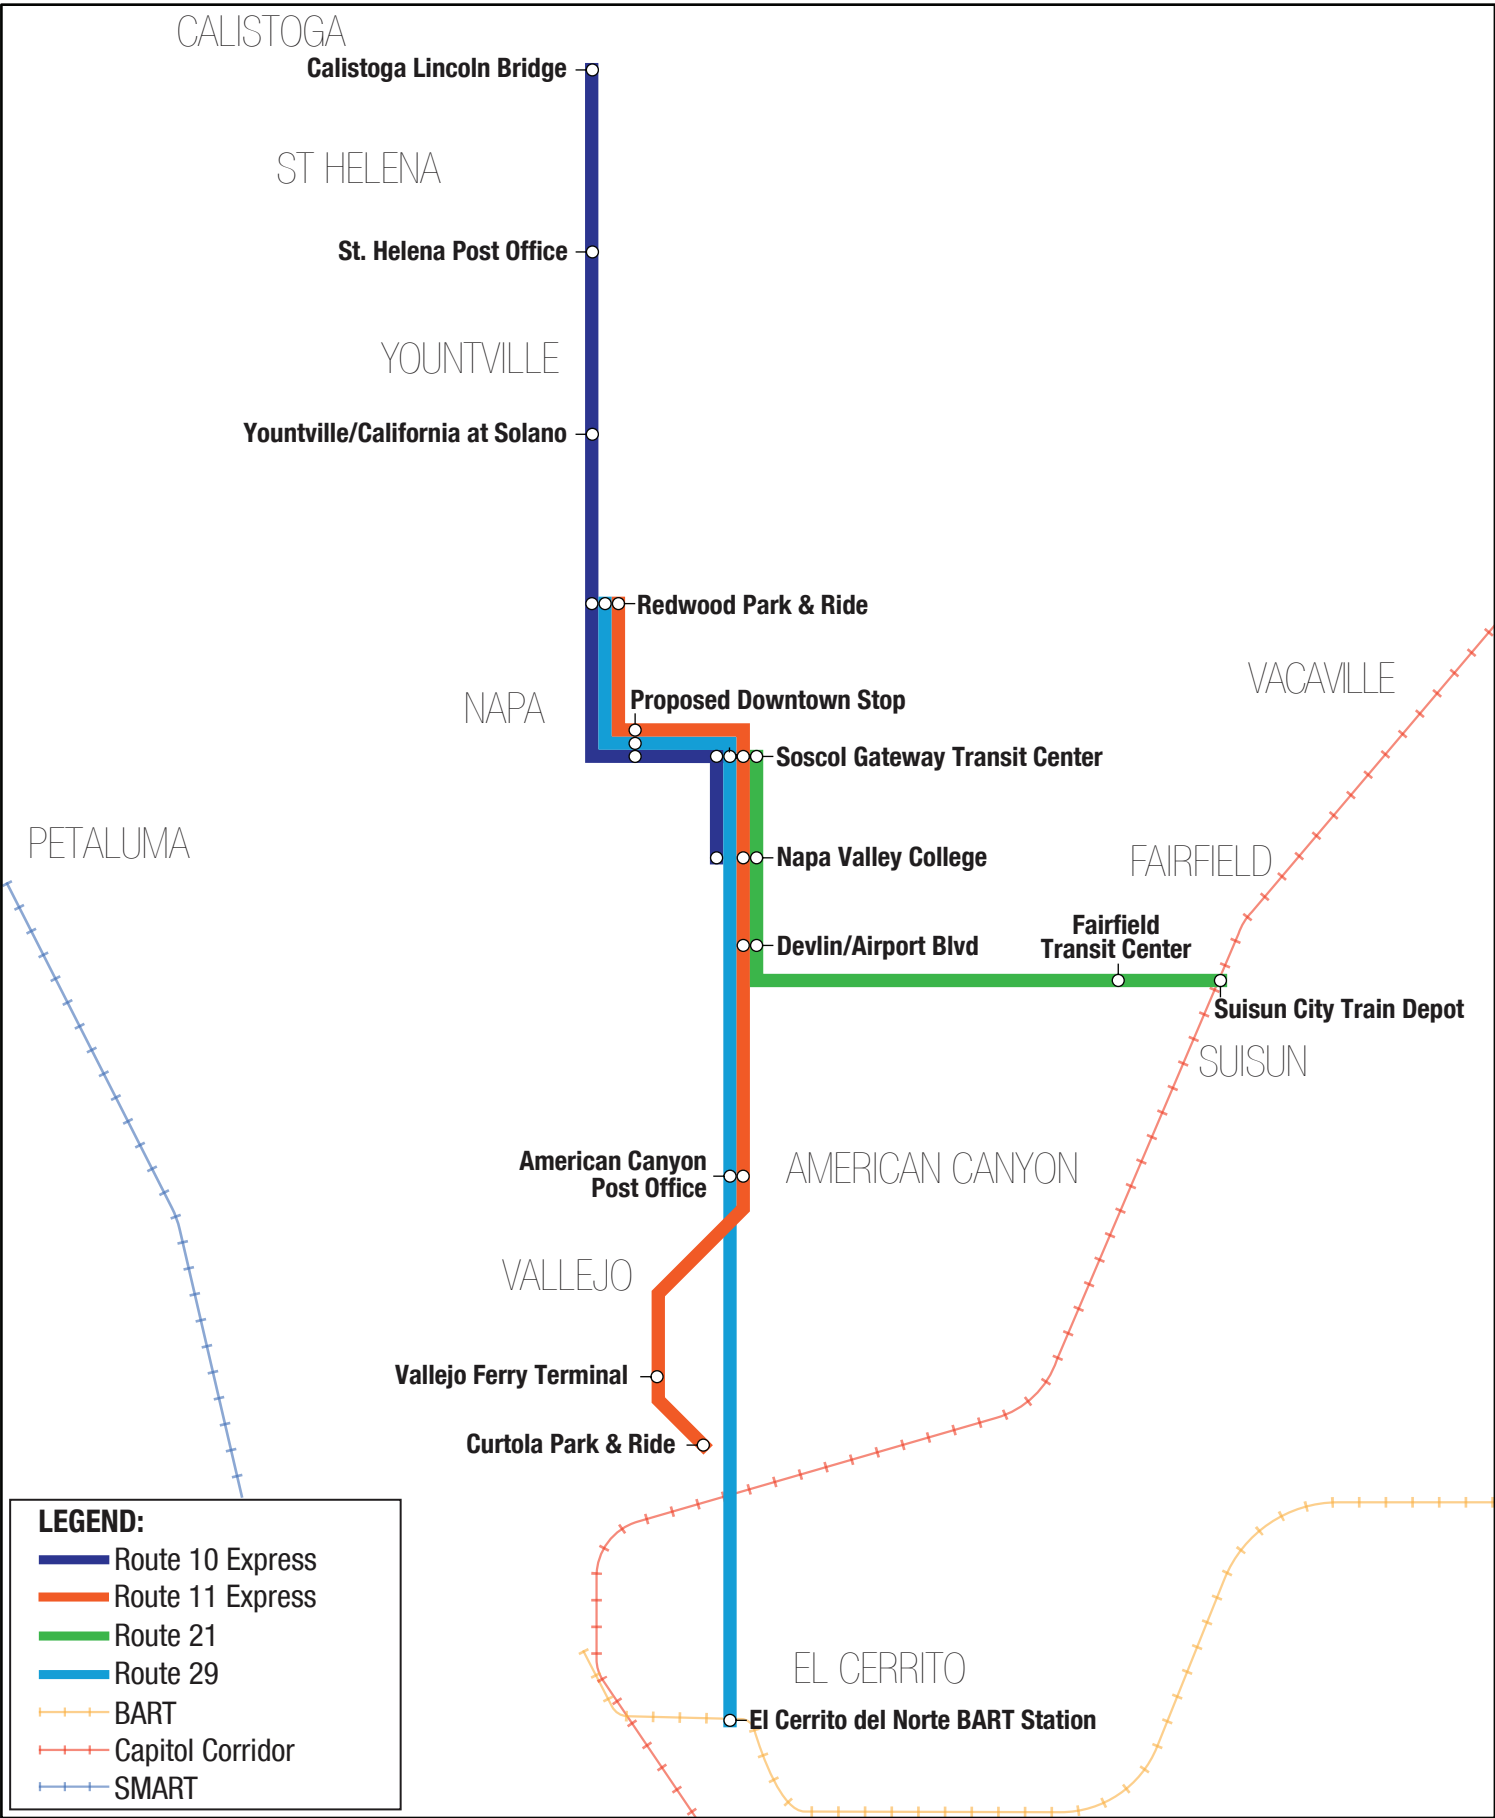 CALISTOGA
Calistoga Lincoln Bridge
ST HELENA
St. Helena Post Office
YOUNTVILLE
Yountville/California at Solano
Redwood Park & Ride
VACAVILLE
NAPA
Proposed Downtown Stop
Soscol Gateway Transit Center
PETALUMA
Napa Valley College
FAIRFIELD
Fairfield
Transit Center
Devlin/Airport Blvd
Suisun City Train Depot
SUISUN
American Canyon
Post Office
AMERICAN CANYON
VALLEJO
Vallejo Ferry Terminal
Curtola Park & Ride
LEGEND:
Route 10 Express
Route 11 Express
Route 21
Route 29
BART
Capitol Corridor
SMART
EL CERRITO
El Cerrito del Norte BART Station